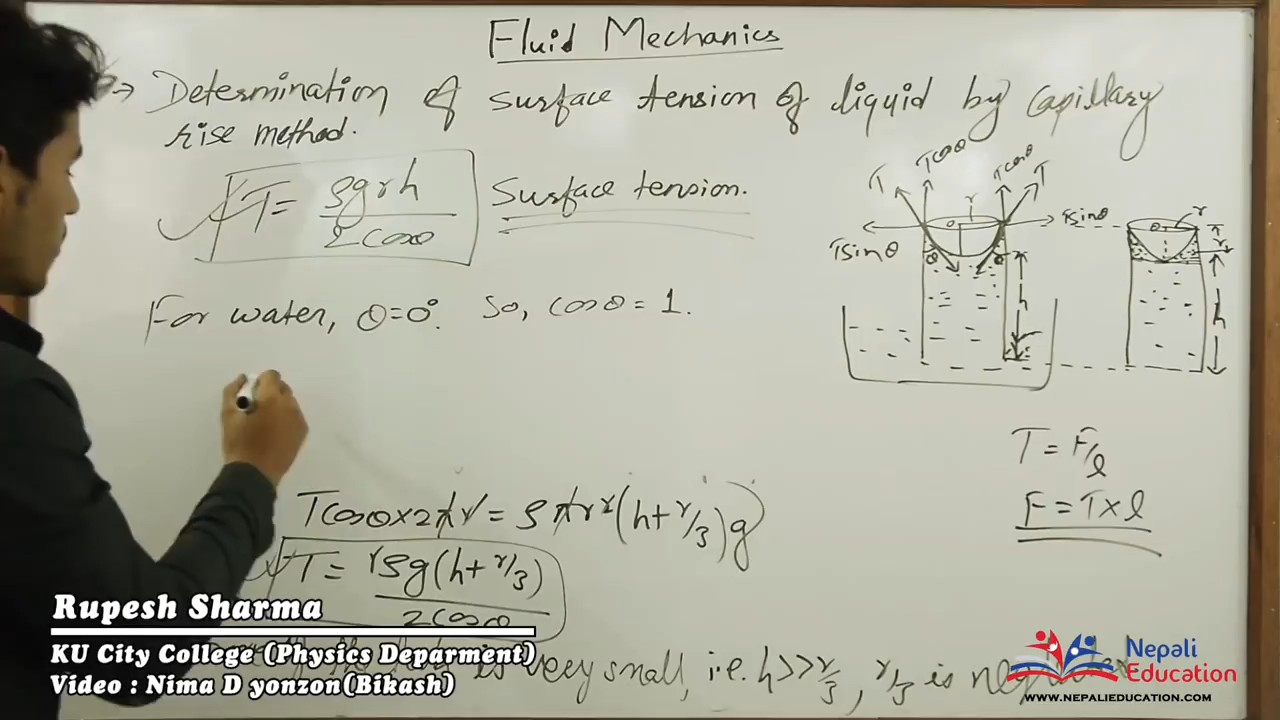 Fluid Mechanics
→ Determination of surface tension of liquid by capillary
rise method.
T = ρgrh / 2cosθ Surface tension.
For water, θ=0°. So, cosθ = 1.
Tcosθ×2πr = ρπr²(h+r/3)g
T = rρg(h+r/3) / 2cosθ
is very small, i.e. h>>r/3, r/3 is
T Tcosθ Tcosθ T
r
θ
Tsinθ Tsinθ
θ θ
h
r
θ
r
h
T = F/l
F = T×l
Rupesh Sharma
KU City College (Physics Deparment)
Video : Nima D yonzon(Bikash)
Nepali
Education
WWW.NEPALIEDUCATION.COM